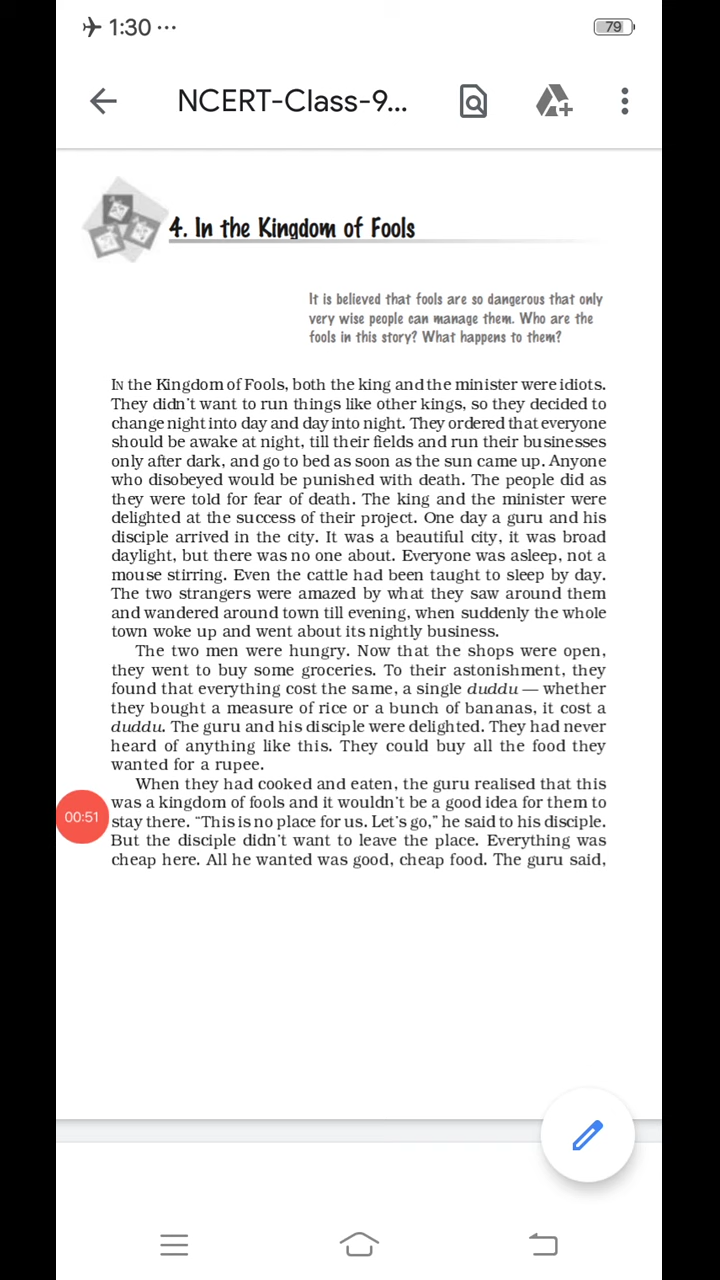 1:30 ···
79
NCERT-Class-9...
4. In the Kingdom of Fools
It is believed that fools are so dangerous that only
very wise people can manage them. Who are the
fools in this story? What happens to them?
IN the Kingdom of Fools, both the king and the minister were idiots.
They didn't want to run things like other kings, so they decided to
change night into day and day into night. They ordered that everyone
should be awake at night, till their fields and run their businesses
only after dark, and go to bed as soon as the sun came up. Anyone
who disobeyed would be punished with death. The people did as
they were told for fear of death. The king and the minister were
delighted at the success of their project. One day a guru and his
disciple arrived in the city. It was a beautiful city, it was broad
daylight, but there was no one about. Everyone was asleep, not a
mouse stirring. Even the cattle had been taught to sleep by day.
The two strangers were amazed by what they saw around them
and wandered around town till evening, when suddenly the whole
town woke up and went about its nightly business.
The two men were hungry. Now that the shops were open,
they went to buy some groceries. To their astonishment, they
found that everything cost the same, a single duddu — whether
they bought a measure of rice or a bunch of bananas, it cost a
duddu. The guru and his disciple were delighted. They had never
heard of anything like this. They could buy all the food they
wanted for a rupee.
When they had cooked and eaten, the guru realised that this
was a kingdom of fools and it wouldn't be a good idea for them to
00:51
stay there. “This is no place for us. Let's go,” he said to his disciple.
But the disciple didn't want to leave the place. Everything was
cheap here. All he wanted was good, cheap food. The guru said,